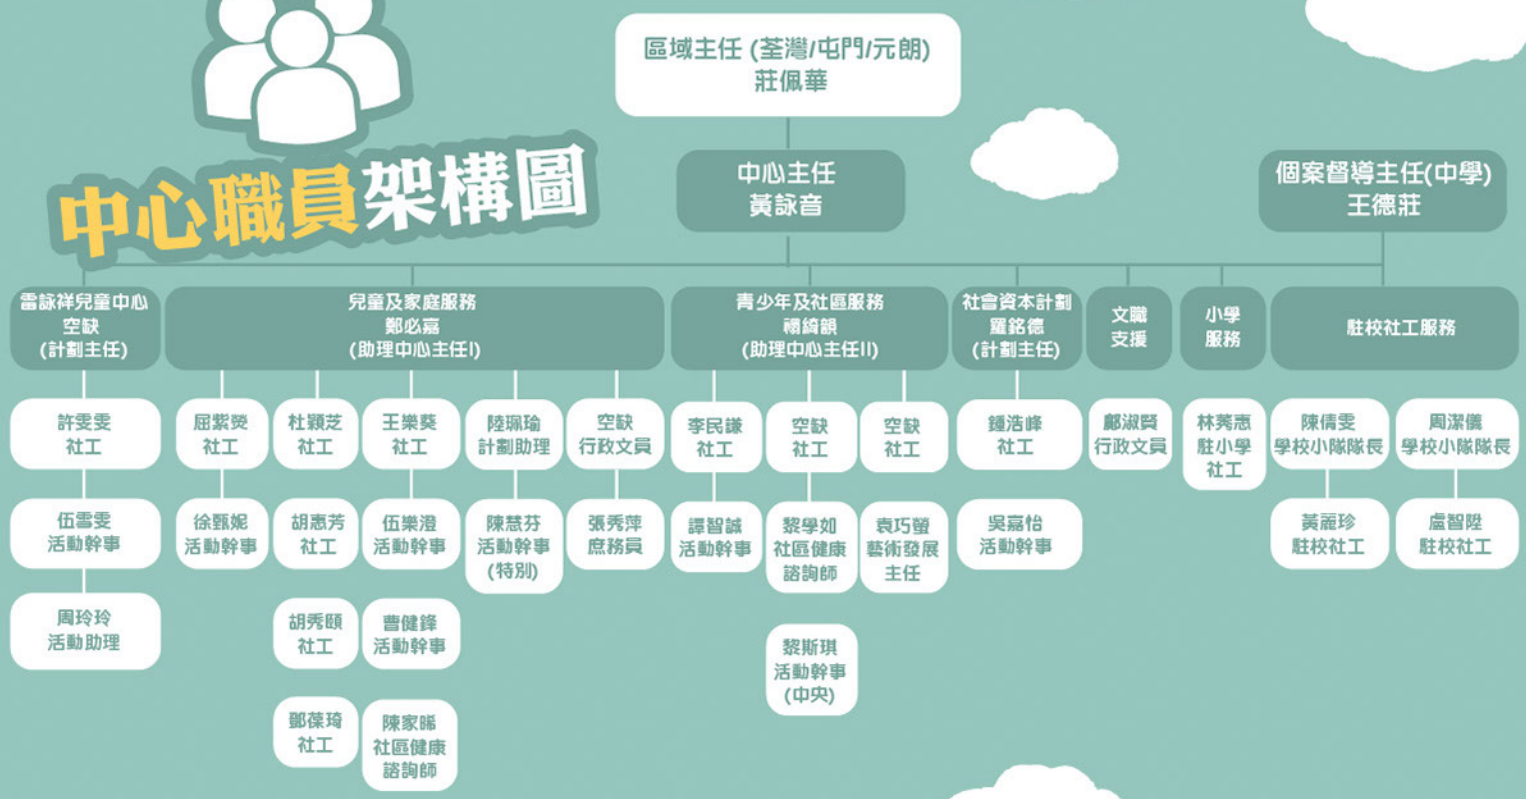 中心職員架構圖
區域主任 (荃灣/屯門/元朗)
莊佩華
中心主任
黃詠音
個案督導主任(中學)
王德莊
雷詠祥兒童中心
空缺
(計劃主任)
兒童及家庭服務
鄭必嘉
(助理中心主任I)
青少年及社區服務
禤綺韻
(助理中心主任II)
社會資本計劃
羅銘德
(計劃主任)
文職
支援
小學
服務
駐校社工服務
許雯雯
社工
屈紫熒
社工
杜穎芝
社工
王樂葵
社工
陸珮瑜
計劃助理
空缺
行政文員
李民謙
社工
空缺
社工
空缺
社工
鍾浩峰
社工
鄺淑賢
行政文員
林莠惠
駐小學
社工
陳倩雯
學校小隊隊長
周潔儀
學校小隊隊長
伍雪雯
活動幹事
徐甄妮
活動幹事
胡惠芳
社工
伍樂澄
活動幹事
陳慧芬
活動幹事
(特別)
張秀萍
庶務員
譚智誠
活動幹事
黎學如
社區健康
諮詢師
袁巧螢
藝術發展
主任
吳嘉怡
活動幹事
黃麗珍
駐校社工
盧智陞
駐校社工
周玲玲
活動助理
胡秀頤
社工
曹健鋒
活動幹事
黎斯琪
活動幹事
(中央)
鄧葆琦
社工
陳家晞
社區健康
諮詢師